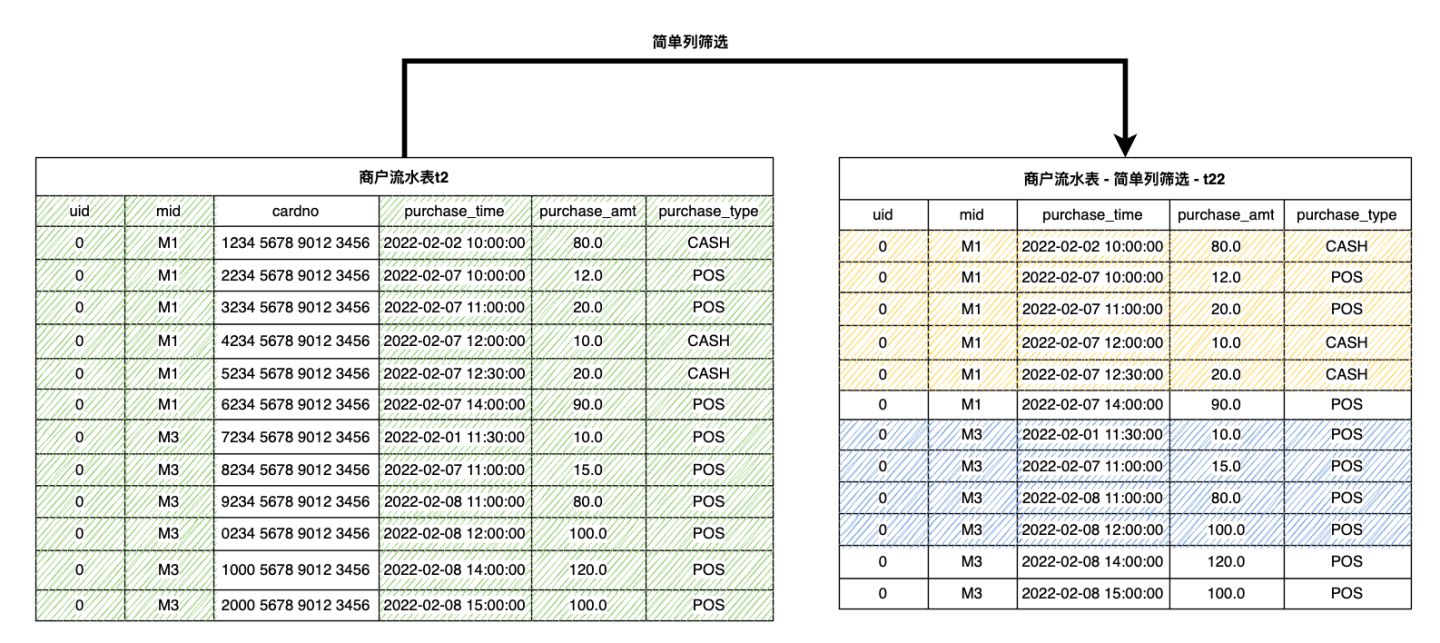 简单列筛选
商户流水表t2
uid mid cardno purchase_time purchase_amt purchase_type
0 M1 1234 5678 9012 3456 2022-02-02 10:00:00 80.0 CASH
0 M1 2234 5678 9012 3456 2022-02-07 10:00:00 12.0 POS
0 M1 3234 5678 9012 3456 2022-02-07 11:00:00 20.0 POS
0 M1 4234 5678 9012 3456 2022-02-07 12:00:00 10.0 CASH
0 M1 5234 5678 9012 3456 2022-02-07 12:30:00 20.0 CASH
0 M1 6234 5678 9012 3456 2022-02-07 14:00:00 90.0 POS
0 M3 7234 5678 9012 3456 2022-02-01 11:30:00 10.0 POS
0 M3 8234 5678 9012 3456 2022-02-07 11:00:00 15.0 POS
0 M3 9234 5678 9012 3456 2022-02-08 11:00:00 80.0 POS
0 M3 0234 5678 9012 3456 2022-02-08 12:00:00 100.0 POS
0 M3 1000 5678 9012 3456 2022-02-08 14:00:00 120.0 POS
0 M3 2000 5678 9012 3456 2022-02-08 15:00:00 100.0 POS
商户流水表 - 简单列筛选 - t22
uid mid purchase_time purchase_amt purchase_type
0 M1 2022-02-02 10:00:00 80.0 CASH
0 M1 2022-02-07 10:00:00 12.0 POS
0 M1 2022-02-07 11:00:00 20.0 POS
0 M1 2022-02-07 12:00:00 10.0 CASH
0 M1 2022-02-07 12:30:00 20.0 CASH
0 M1 2022-02-07 14:00:00 90.0 POS
0 M3 2022-02-01 11:30:00 10.0 POS
0 M3 2022-02-07 11:00:00 15.0 POS
0 M3 2022-02-08 11:00:00 80.0 POS
0 M3 2022-02-08 12:00:00 100.0 POS
0 M3 2022-02-08 14:00:00 120.0 POS
0 M3 2022-02-08 15:00:00 100.0 POS